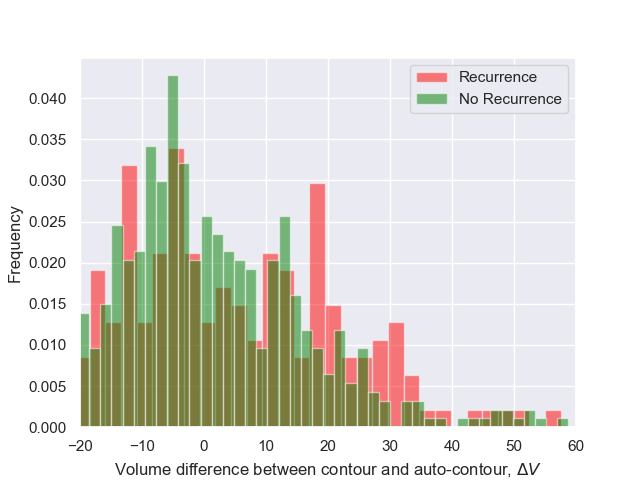 Recurrence
No Recurrence
0.040
0.035
0.030
0.025
0.020
0.015
0.010
0.005
0.000
Frequency
−20 −10 0 10 20 30 40 50 60
Volume difference between contour and auto-contour, ΔV